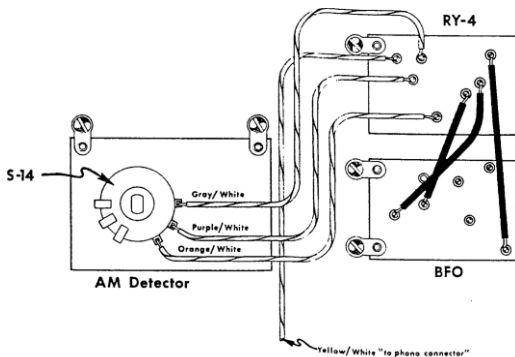 RY-4
S-14
Gray/White
Purple/White
Orange/White
AM Detector
BFO
Yellow/White "to phono connector"